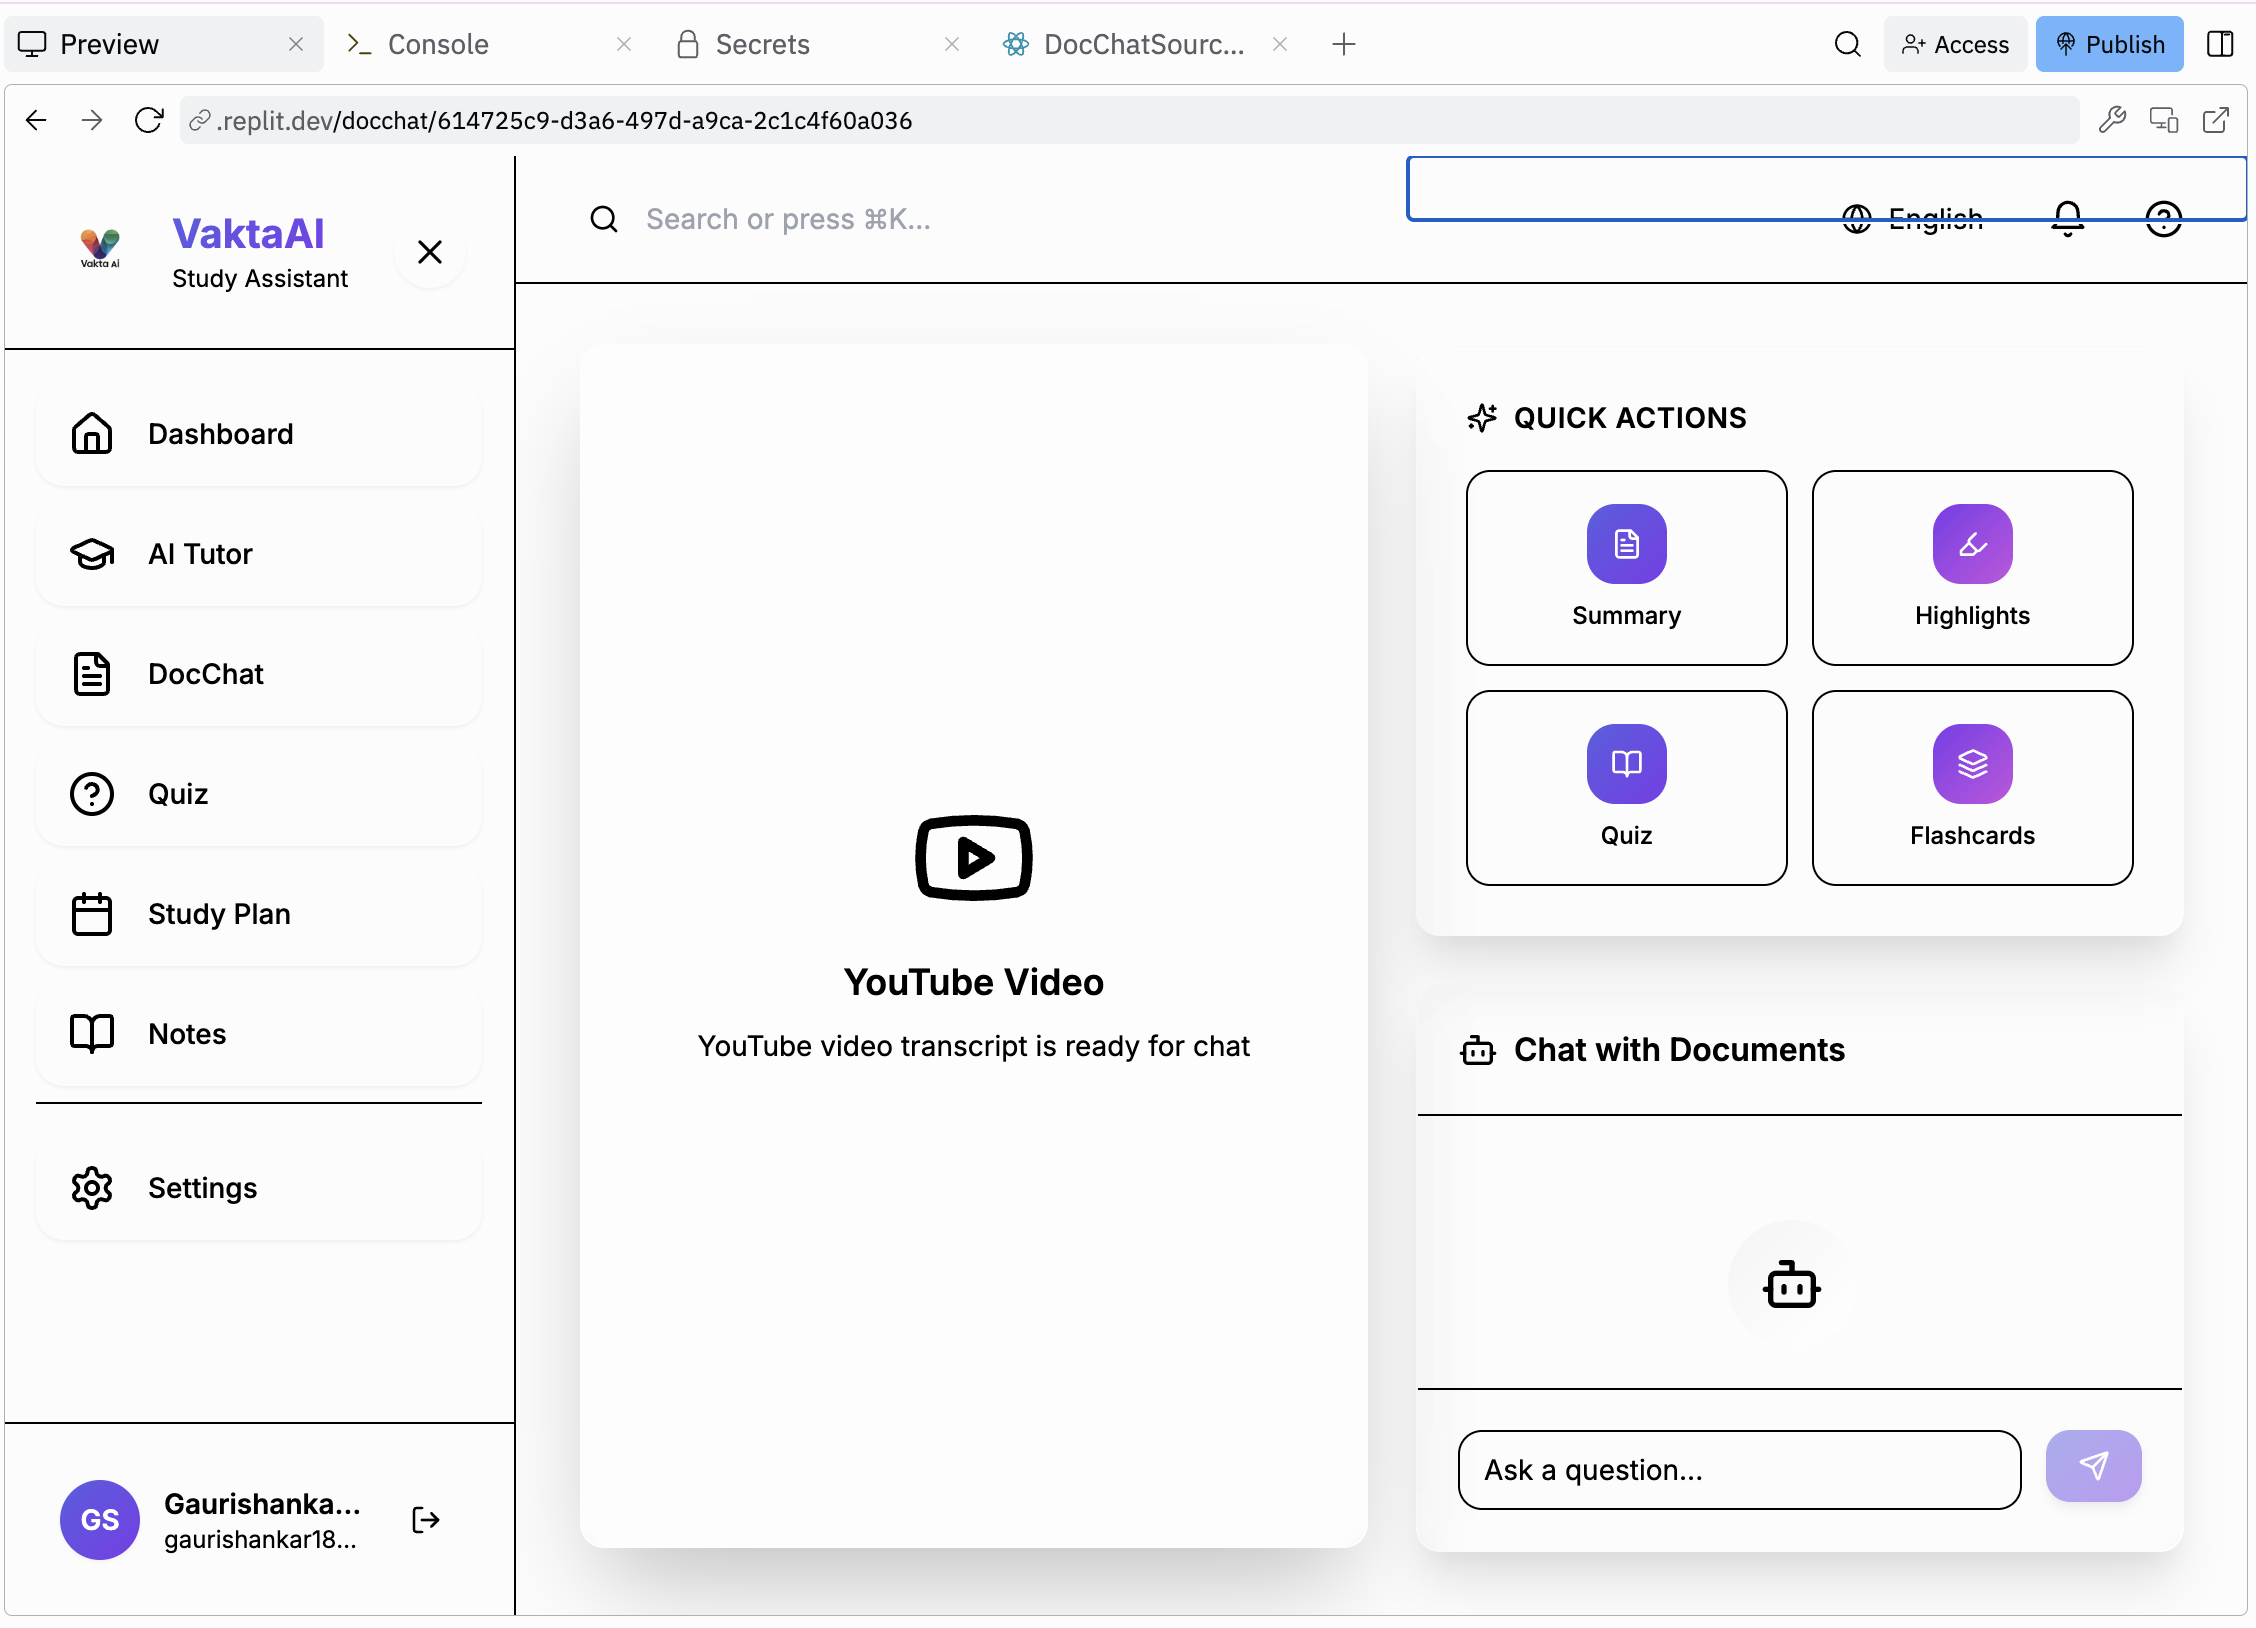 Preview
Console
Secrets
DocChatSourc...
Access
Publish
.replit.dev/docchat/614725c9-d3a6-497d-a9ca-2c1c4f60a036
Vakta Ai
VaktaAI
Study Assistant
Search or press ⌘K...
English
Dashboard
AI Tutor
DocChat
Quiz
Study Plan
Notes
Settings
GS
Gaurishanka...
gaurishankar18...
YouTube Video
YouTube video transcript is ready for chat
QUICK ACTIONS
Summary
Highlights
Quiz
Flashcards
Chat with Documents
Ask a question...